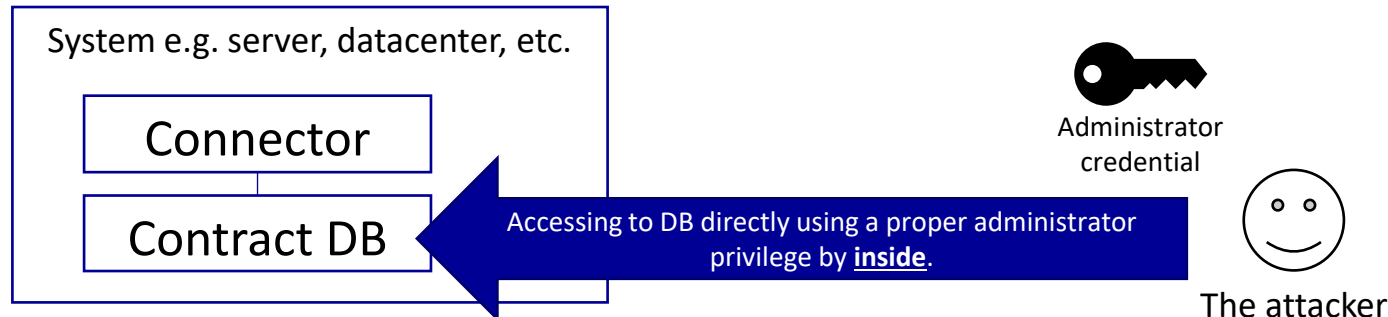 System e.g. server, datacenter, etc.
Connector
Contract DB
Accessing to DB directly using a proper administrator
privilege by inside.
Administrator
credential
The attacker